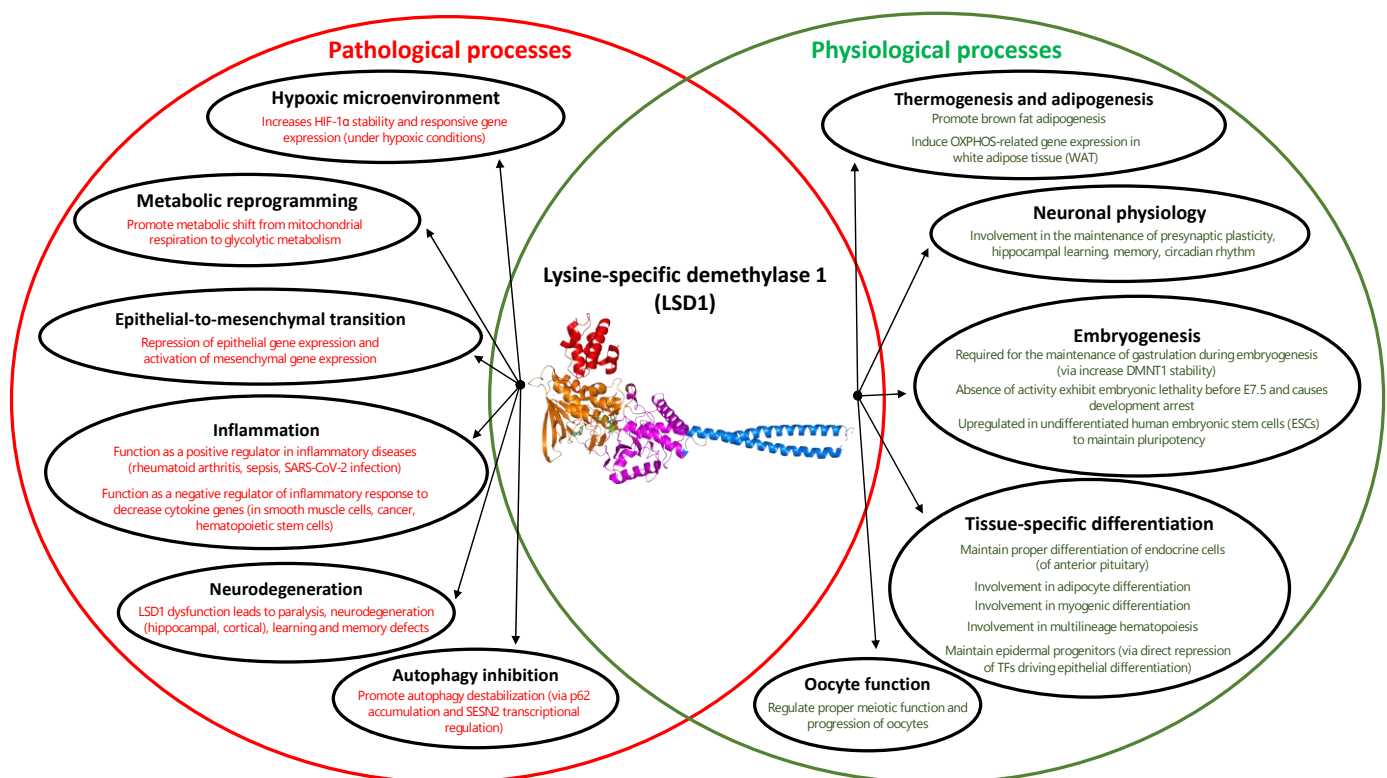 Pathological processes
Hypoxic microenvironment
Increases HIF-1α stability and responsive gene
expression (under hypoxic conditions)
Metabolic reprogramming
Promote metabolic shift from mitochondrial
respiration to glycolytic metabolism
Epithelial-to-mesenchymal transition
Repression of epithelial gene expression and
activation of mesenchymal gene expression
Inflammation
Function as a positive regulator in inflammatory diseases
(rheumatoid arthritis, sepsis, SARS-CoV-2 infection)
Function as a negative regulator of inflammatory response to
decrease cytokine genes (in smooth muscle cells, cancer,
hematopoietic stem cells)
Neurodegeneration
LSD1 dysfunction leads to paralysis, neurodegeneration
(hippocampal, cortical), learning and memory defects
Autophagy inhibition
Promote autophagy destabilization (via p62
accumulation and SESN2 transcriptional
regulation)
Lysine-specific demethylase 1
(LSD1)
Physiological processes
Thermogenesis and adipogenesis
Promote brown fat adipogenesis
Induce OXPHOS-related gene expression in
white adipose tissue (WAT)
Neuronal physiology
Involvement in the maintenance of presynaptic plasticity,
hippocampal learning, memory, circadian rhythm
Embryogenesis
Required for the maintenance of gastrulation during embryogenesis
(via increase DMNT1 stability)
Absence of activity exhibit embryonic lethality before E7.5 and causes
development arrest
Upregulated in undifferentiated human embryonic stem cells (ESCs)
to maintain pluripotency
Tissue-specific differentiation
Maintain proper differentiation of endocrine cells
(of anterior pituitary)
Involvement in adipocyte differentiation
Involvement in myogenic differentiation
Involvement in multilineage hematopoiesis
Maintain epidermal progenitors (via direct repression
of TFs driving epithelial differentiation)
Oocyte function
Regulate proper meiotic function and
progression of oocytes